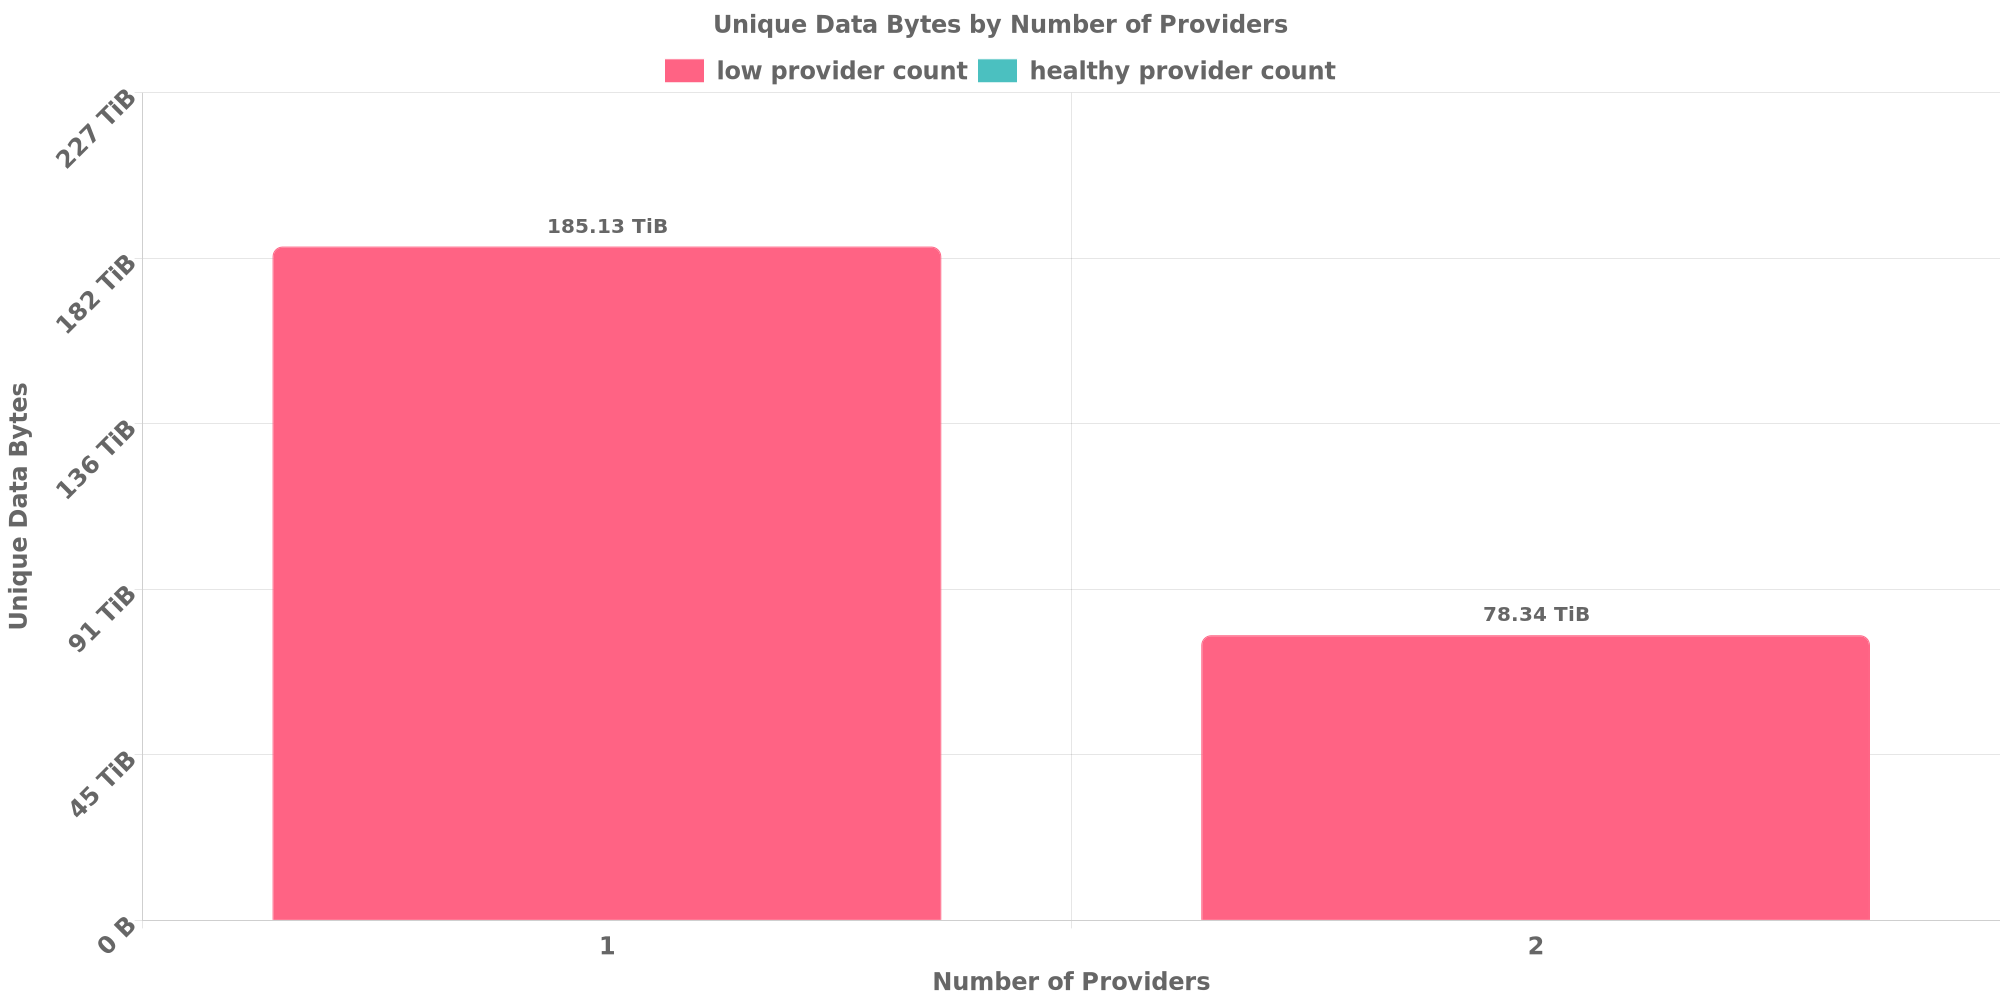 Unique Data Bytes by Number of Providers
low provider count healthy provider count
227 TiB
182 TiB
136 TiB
91 TiB
45 TiB
0 B
Unique Data Bytes
185.13 TiB
78.34 TiB
1 2
Number of Providers